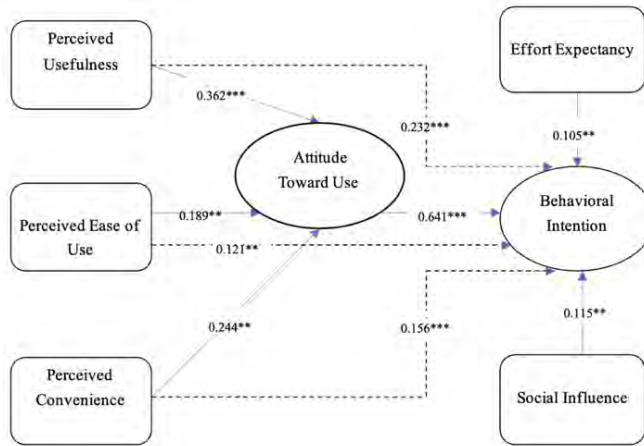 Perceived
Usefulness
Effort Expectancy
0.362***
0.232***
0.105**
Attitude
Toward Use
Behavioral
Intention
Perceived Ease of
Use
0.189**
0.641***
0.121**
0.244**
0.156***
0.115**
Perceived
Convenience
Social Influence